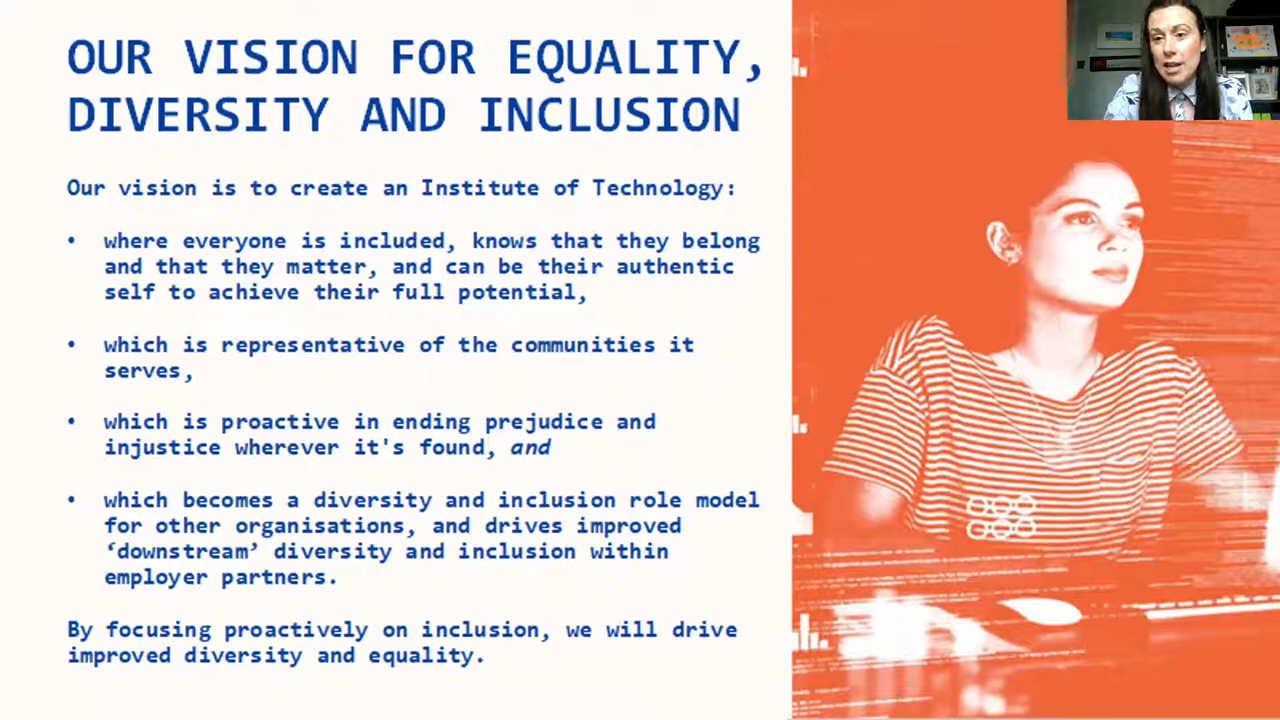 OUR VISION FOR EQUALITY,
DIVERSITY AND INCLUSION
Our vision is to create an Institute of Technology:
• where everyone is included, knows that they belong
and that they matter, and can be their authentic
self to achieve their full potential,
• which is representative of the communities it
serves,
• which is proactive in ending prejudice and
injustice wherever it's found, and
• which becomes a diversity and inclusion role model
for other organisations, and drives improved
‘downstream’ diversity and inclusion within
employer partners.
By focusing proactively on inclusion, we will drive
improved diversity and equality.